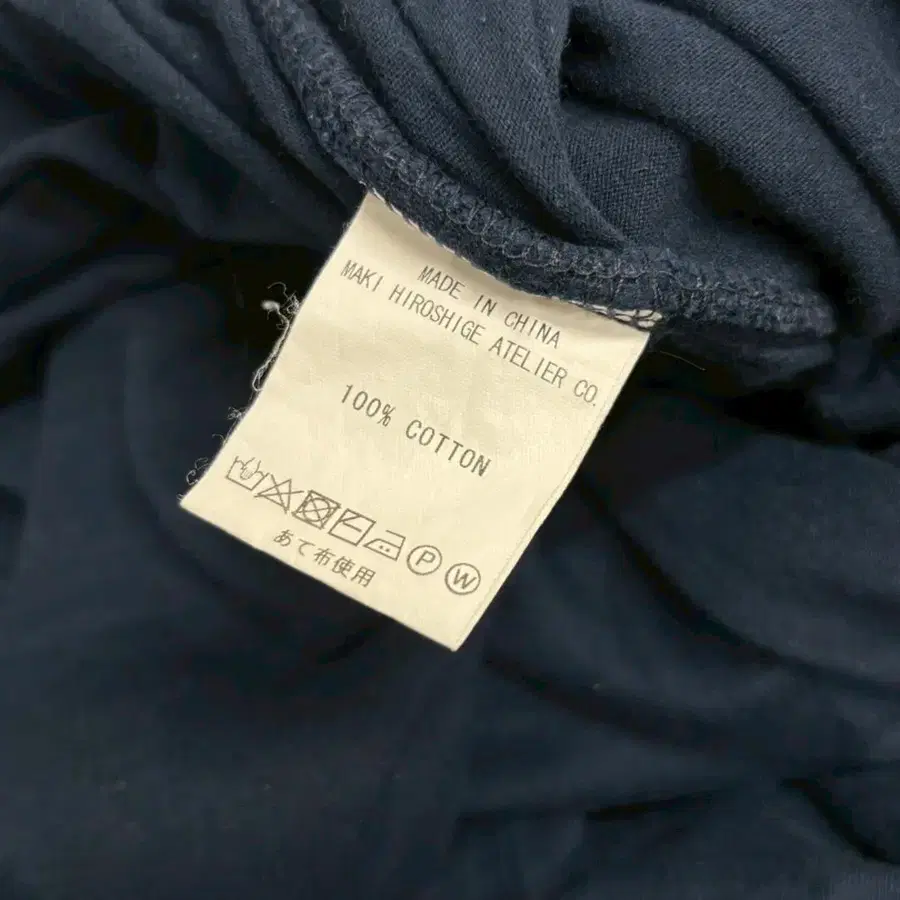 MADE IN CHINA
MAKI HIROSHIGE ATELIER CO.
100% COTTON
P W
あて布使用